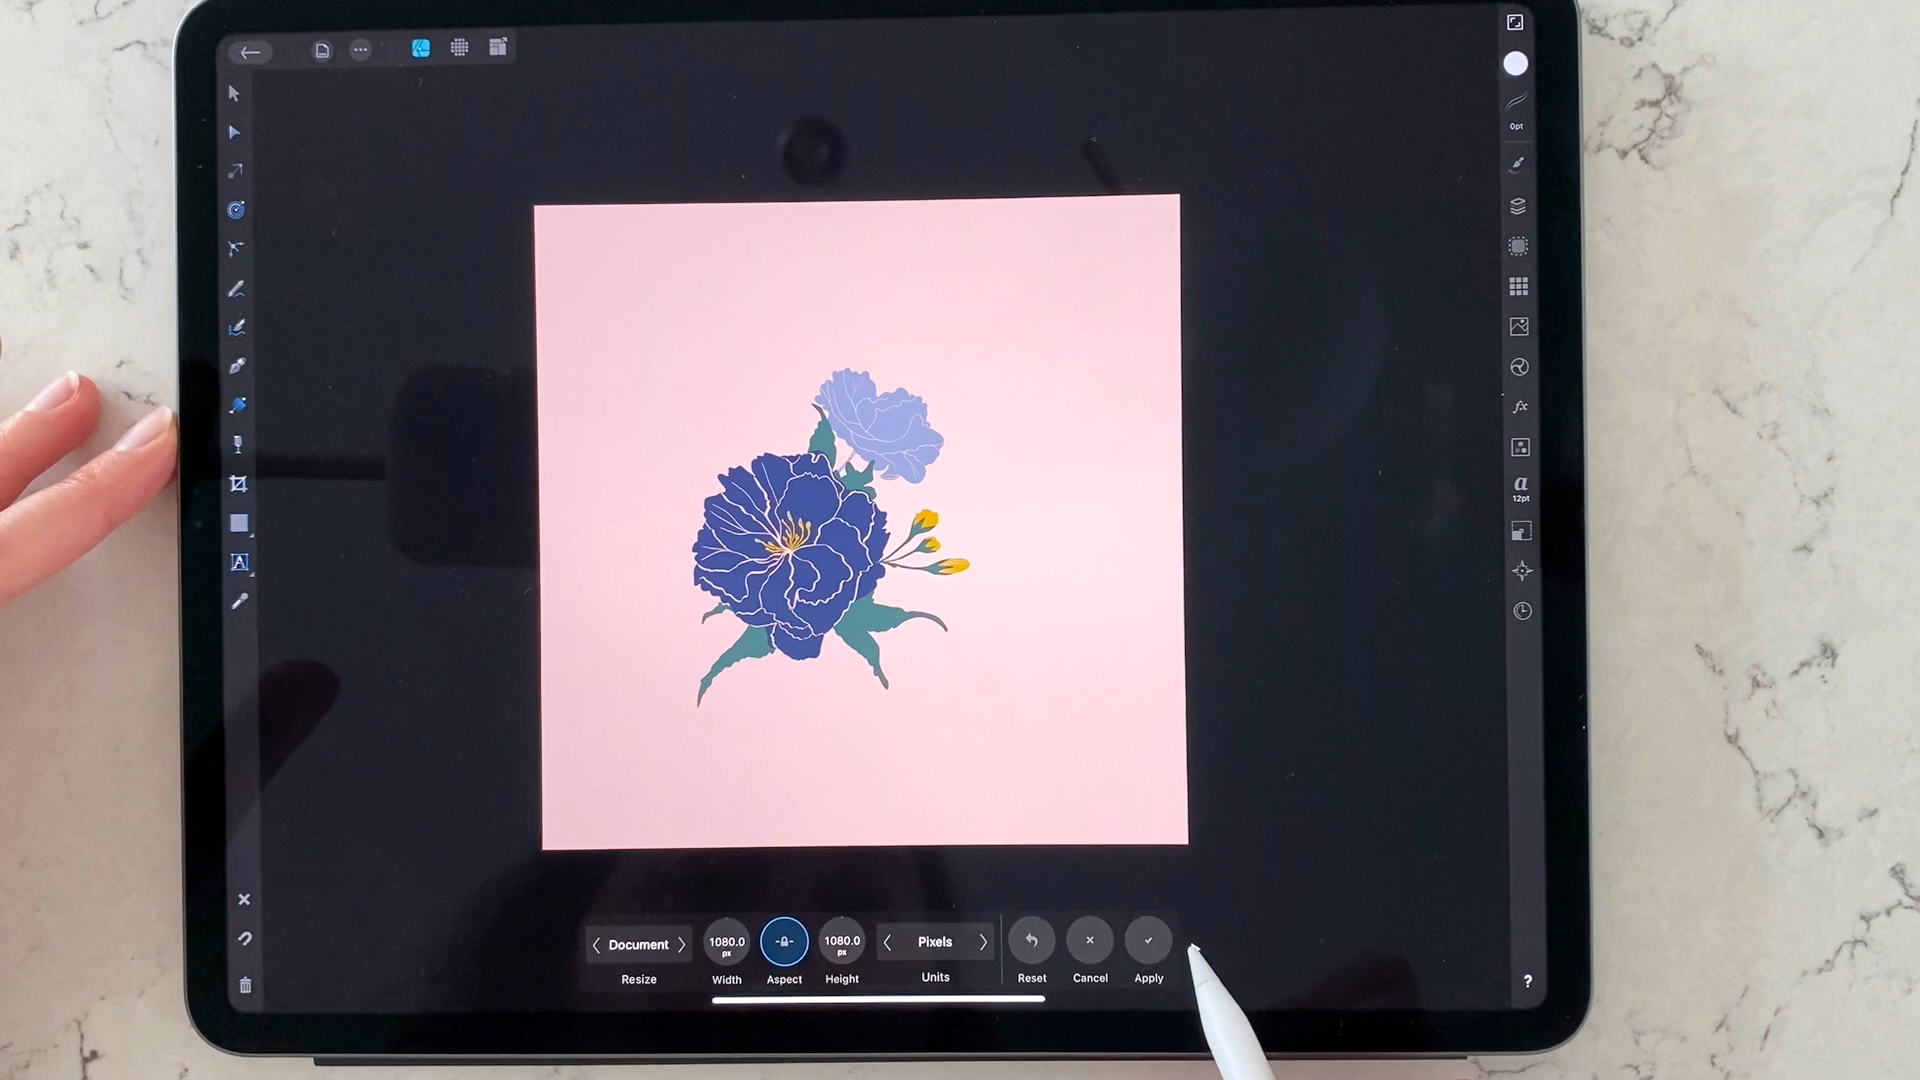 0pt
fx
a
12pt
A
Document
1080.0
px
1080.0
px
Pixels
Resize
Width
Aspect
Height
Units
Reset
Cancel
Apply
?